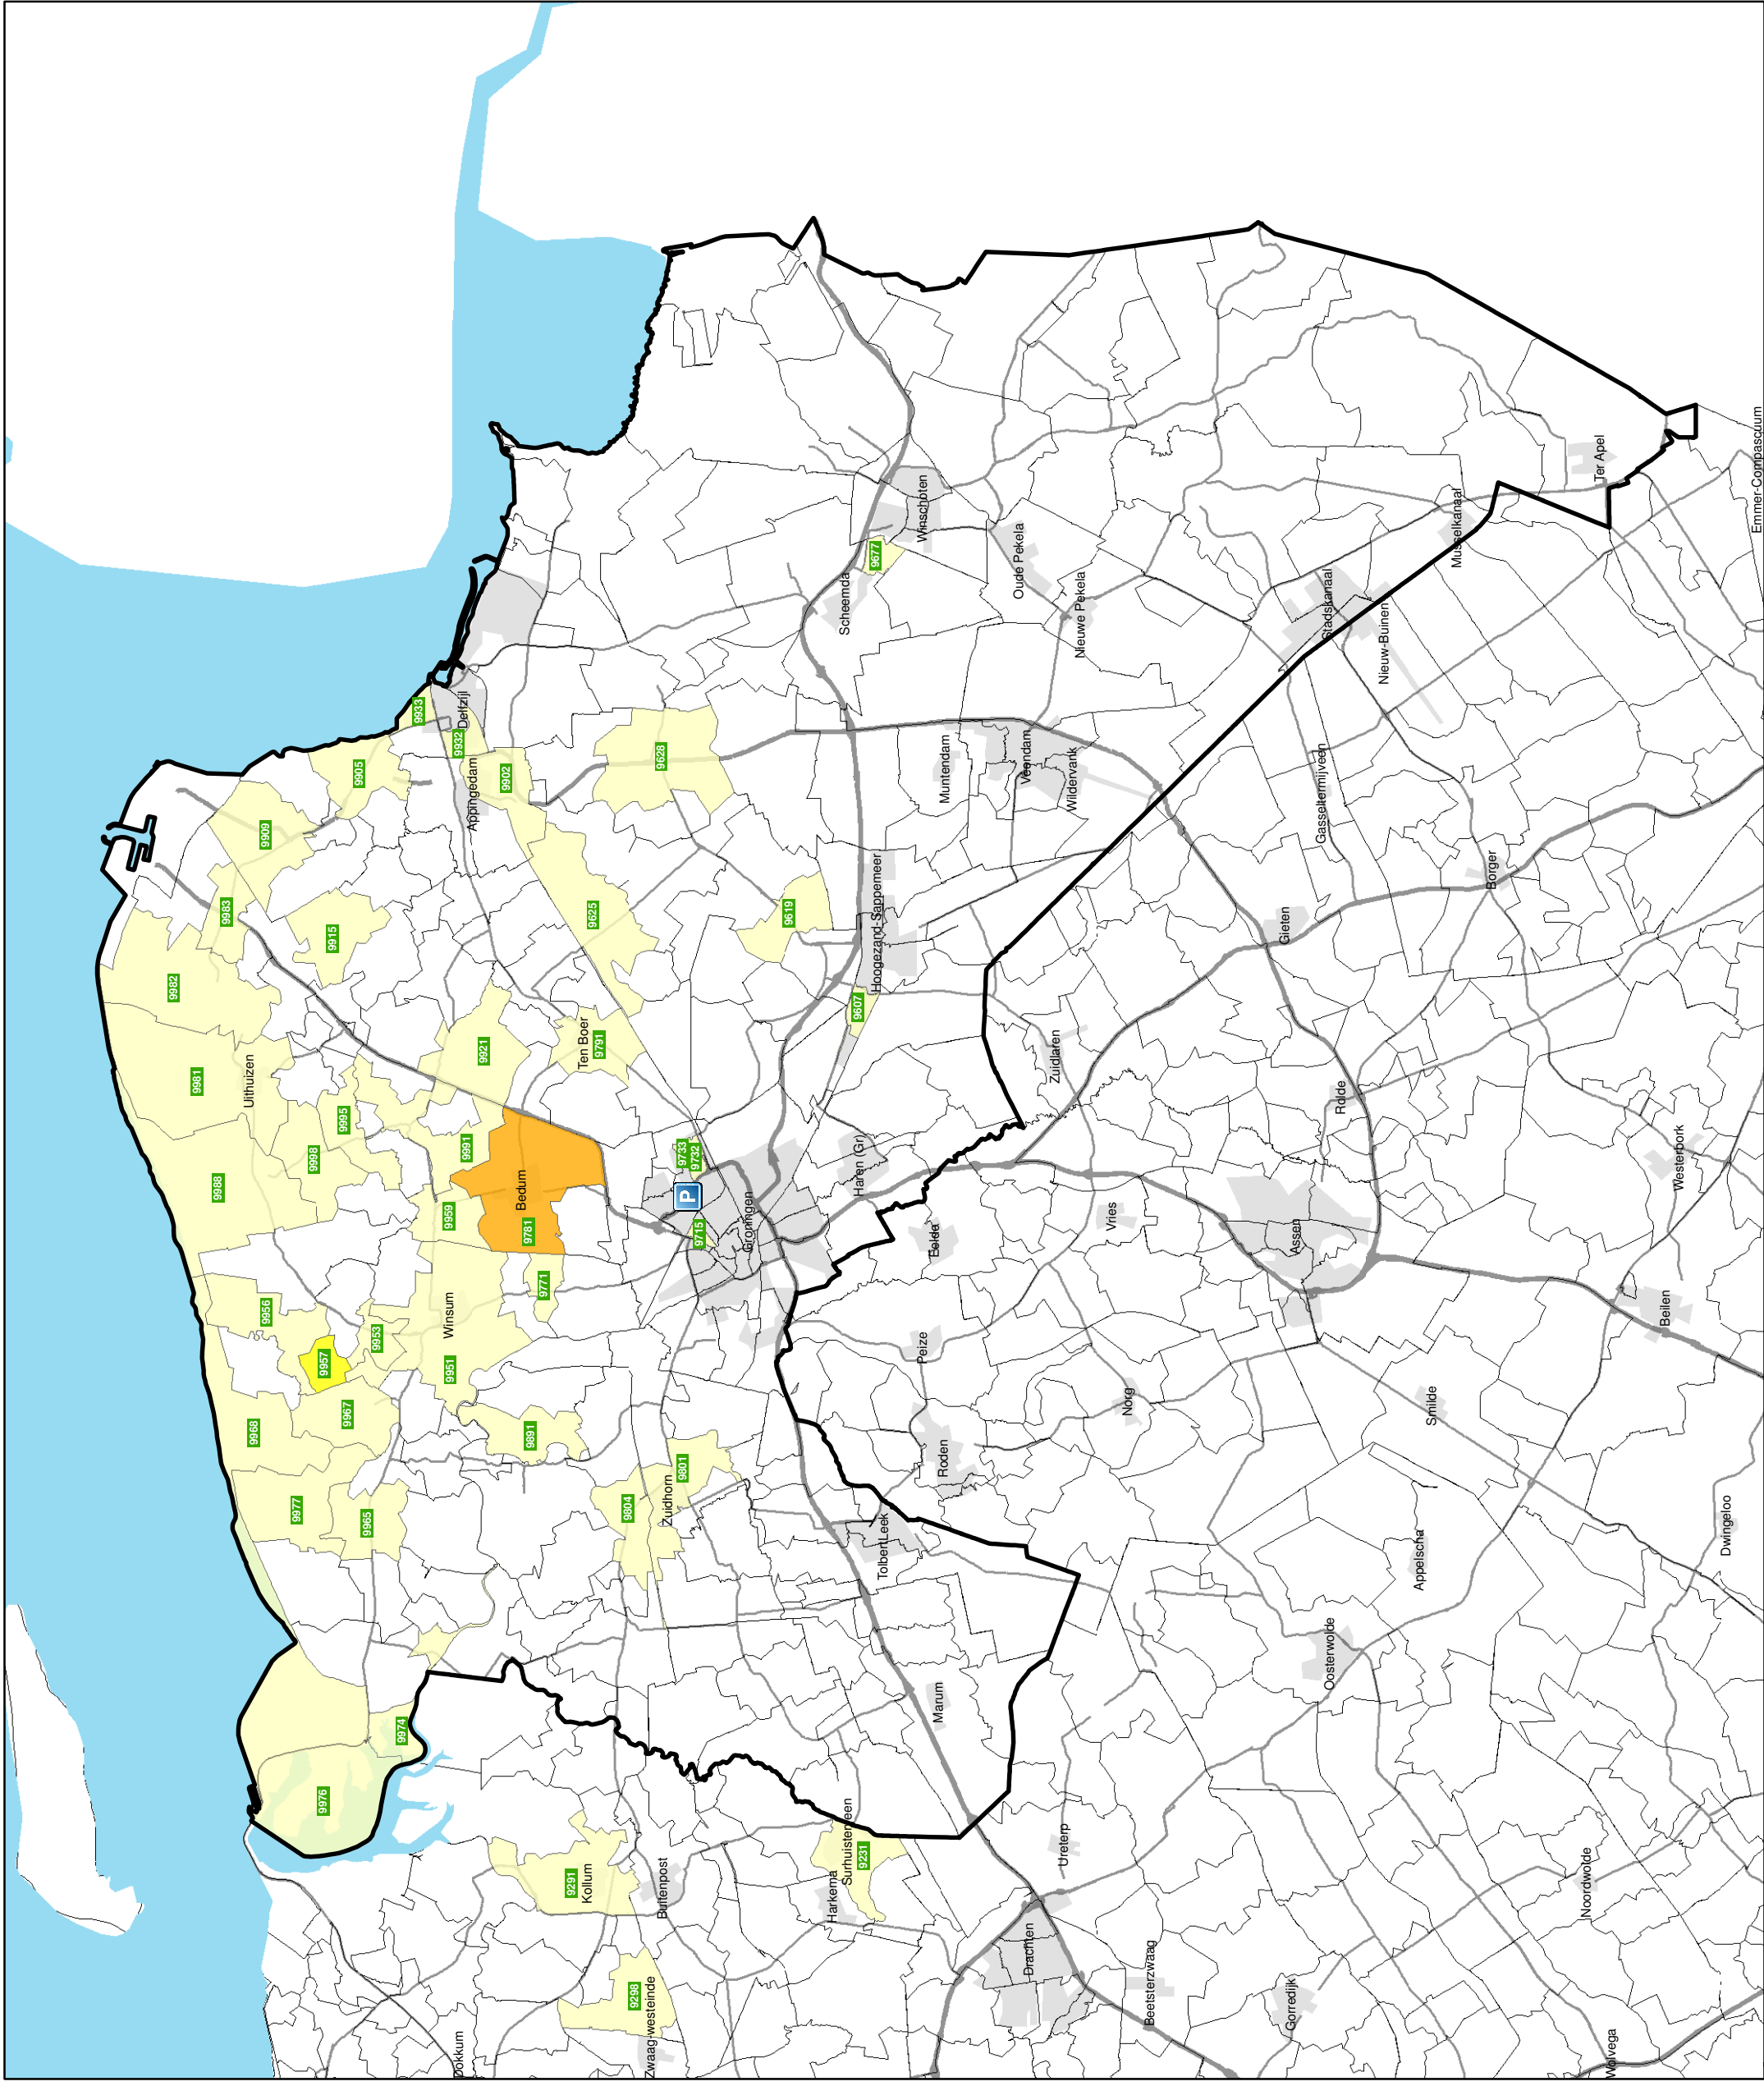 9976
9974
9977
9965
9968
9967
9957
9956
9953
9951
Winsum
9988
9981
Uithuizen
9982
9983
9909
9915
9905
9933
9932
Delfzijl
Appingedam
9902
9998
9995
9991
9959
9921
Bedum
9781
9771
9891
Ten Boer
9791
9625
9628
9619
9607
Hoogezand-Sappemeer
9733
9732
P
9715
Groningen
9804
Zuidhorn
9801
9291
Kollum
Buitenpost
9298
Zwaag-westeinde
Dokkum
Harkema
Surhuisterveen
9231
Marum
Tolbert
Leek
Roden
Peize
Eelde
Haren (Gr)
Zuidlaren
Vries
Norg
Scheemda
9677
Winschoten
Oude Pekela
Nieuwe Pekela
Muntendam
Veendam
Wildervank
Stadskanaal
Nieuw-Buinen
Musselkanaal
Ter Apel
Emmer-Compascuum
Gasselternijveen
Gieten
Borger
Rolde
Assen
Westerbork
Beilen
Smilde
Appelscha
Dwingeloo
Oosterwolde
Ureterp
Drachten
Beetsterzwaag
Gorredijk
Noordwolde
Wolvega